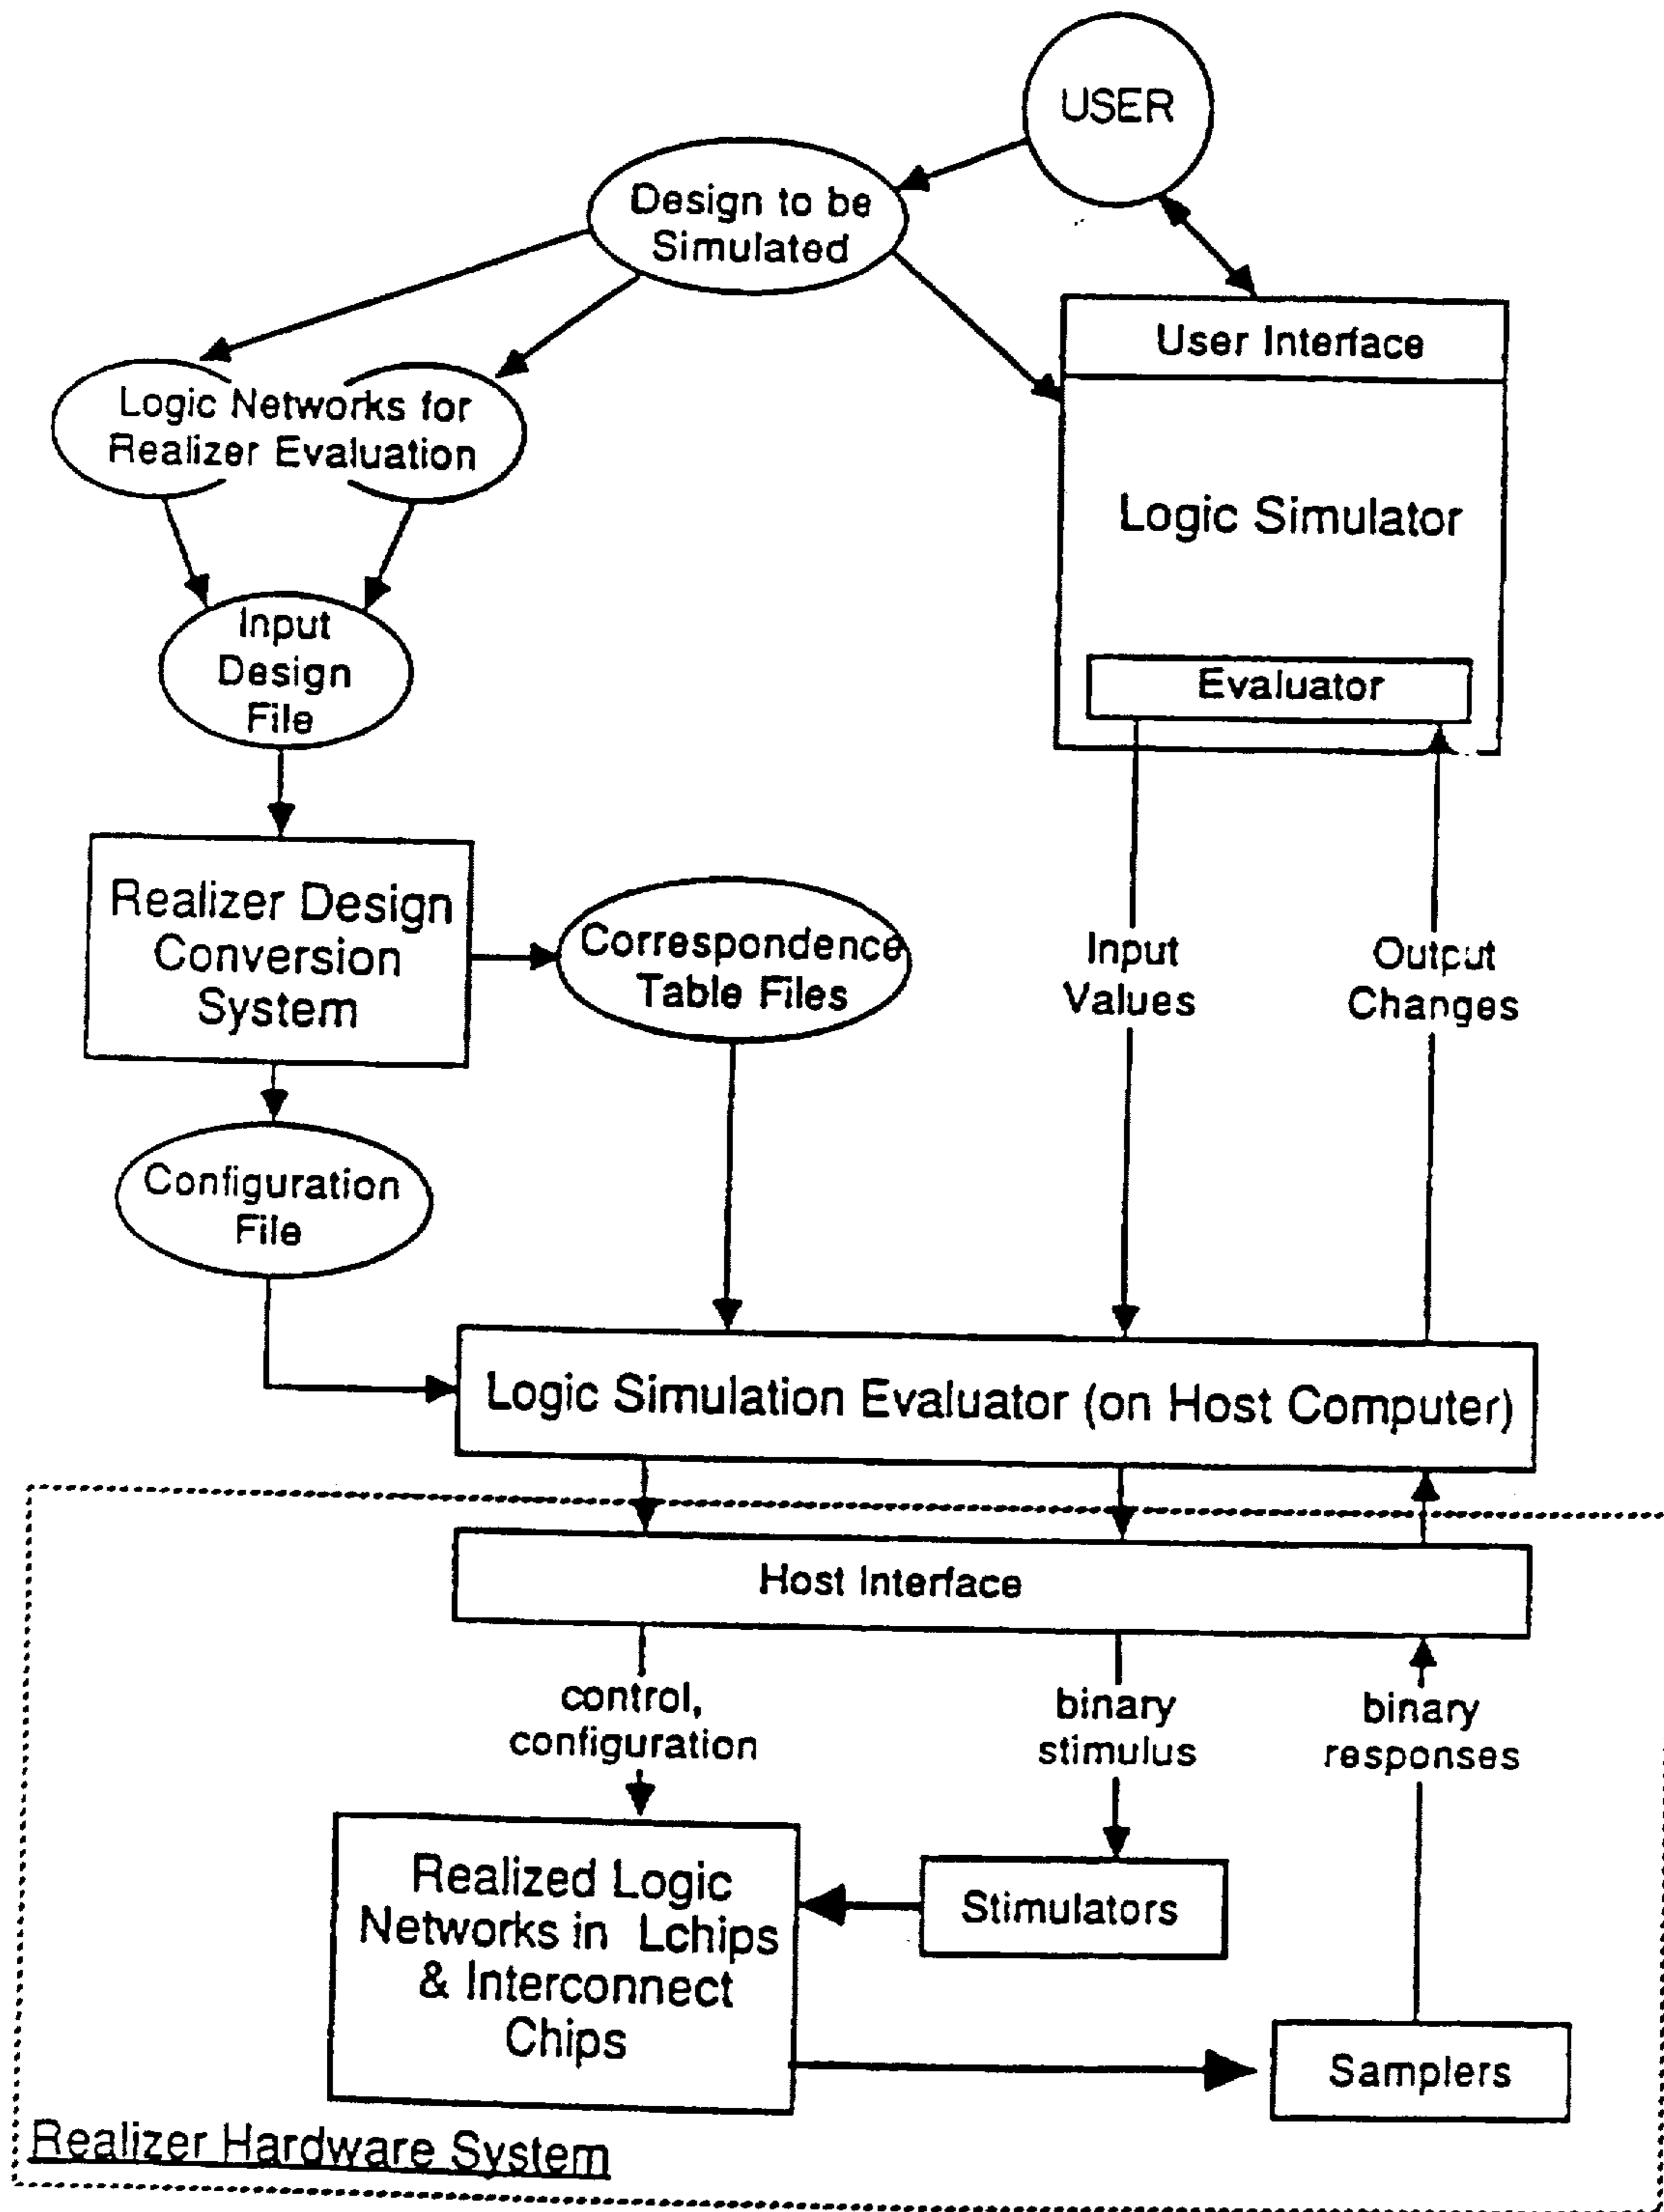 USER
Design to be
Simulated
User Interface
Logic Networks for
Realizer Evaluation
Logic Simulator
Input
Design
File
Evaluator
Realizer Design
Conversion
System
Correspondence
Table Files
Input
Values
Output
Changes
Configuration
File
Logic Simulation Evaluator (on Host Computer)
Host Interface
control,
configuration
binary
stimulus
binary
responses
Realized Logic
Networks in Lchips
& Interconnect
Chips
Stimulators
Samplers
Realizer Hardware System